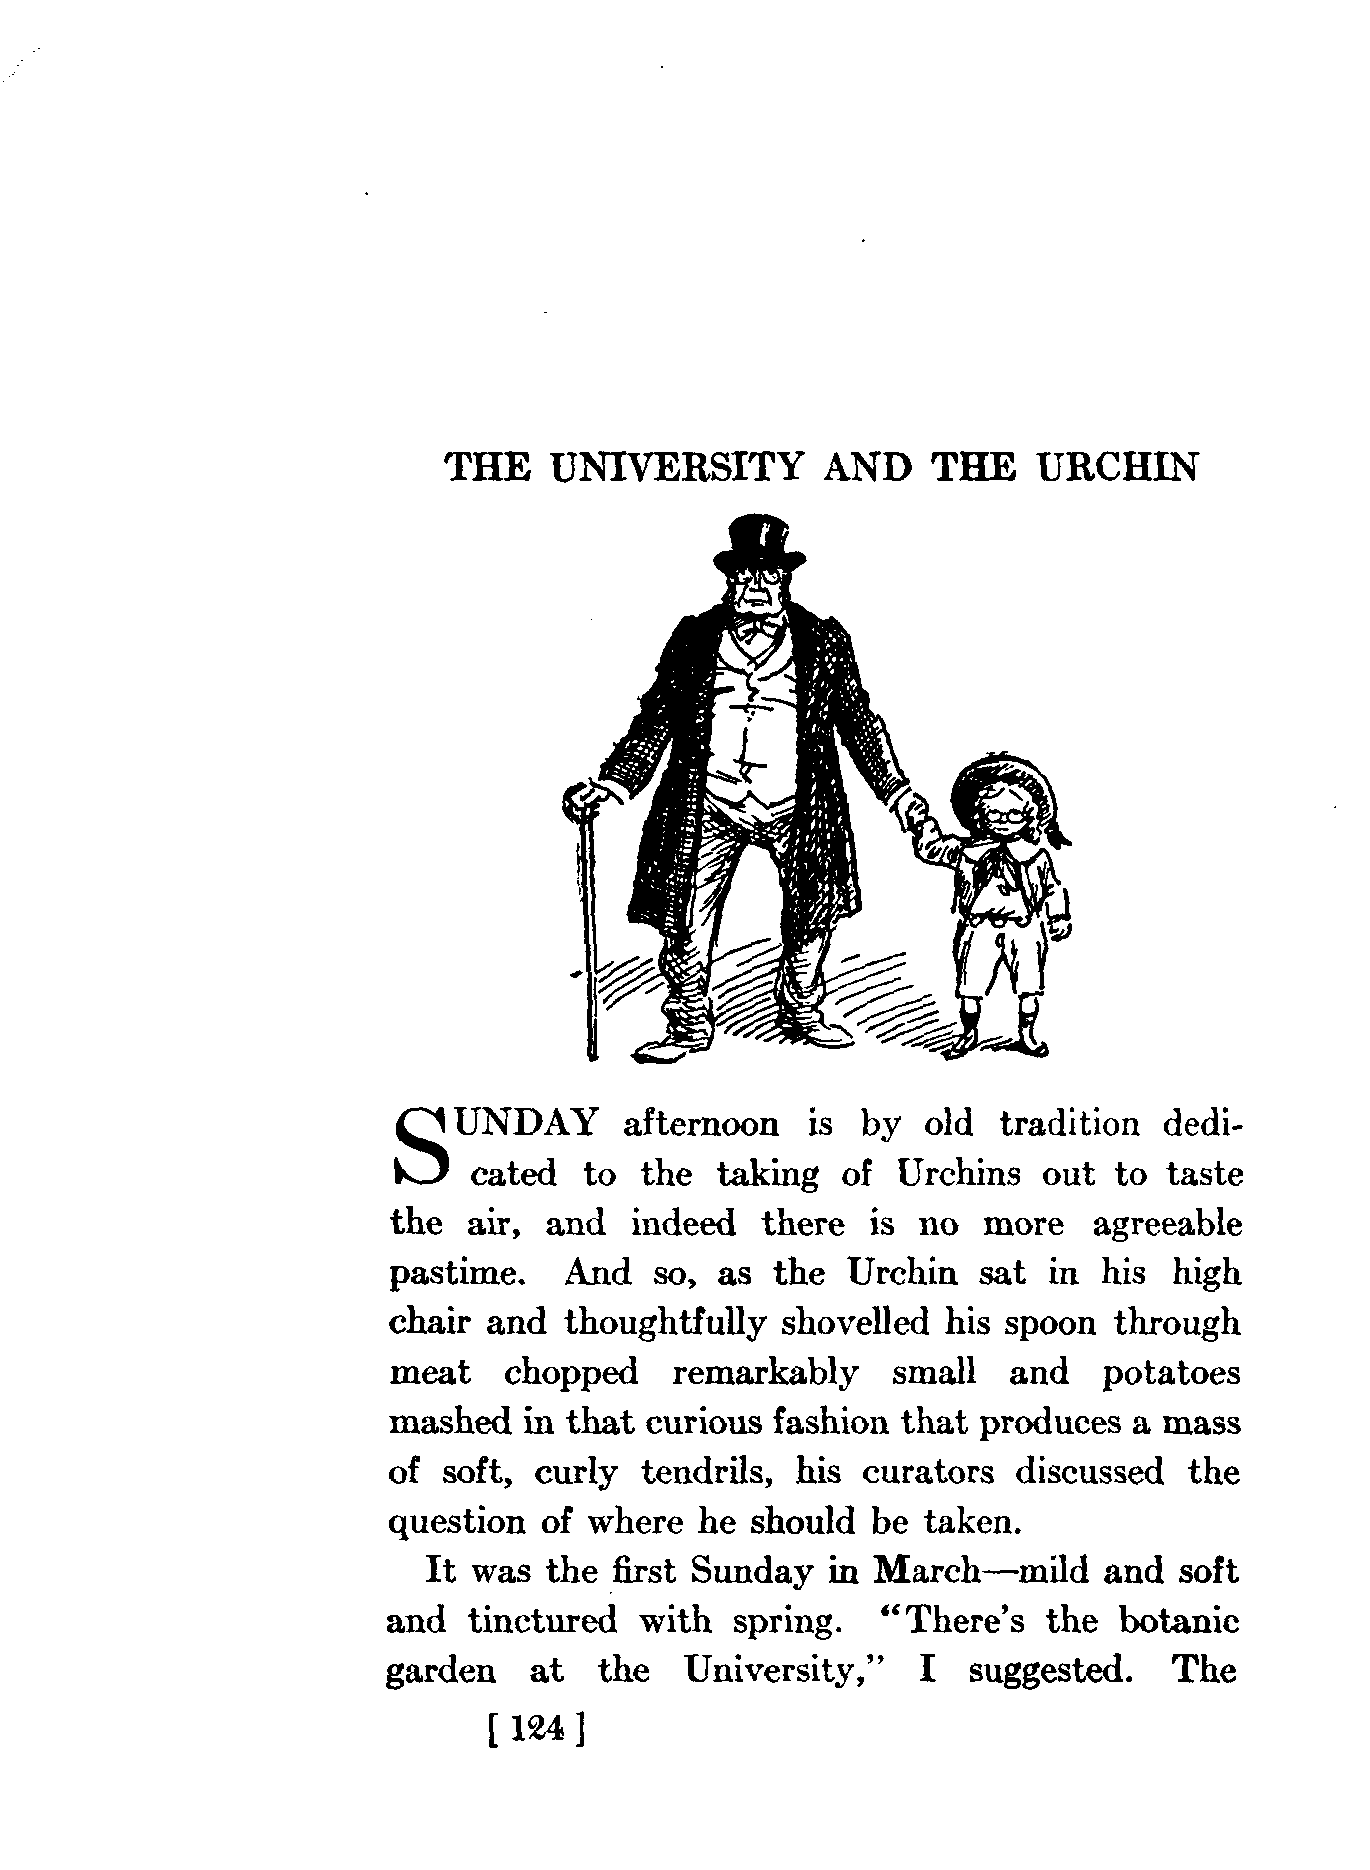 THE UNIVERSITY AND THE URCHIN
SUNDAY afternoon is by old tradition dedi-
cated to the taking of Urchins out to taste
the air, and indeed there is no more agreeable
pastime. And so, as the Urchin sat in his high
chair and thoughtfully shovelled his spoon through
meat chopped remarkably small and potatoes
mashed in that curious fashion that produces a mass
of soft, curly tendrils, his curators discussed the
question of where he should be taken.
It was the first Sunday in March—mild and soft
and tinctured with spring. “There's the botanic
garden at the University,” I suggested. The
[ 124 ]